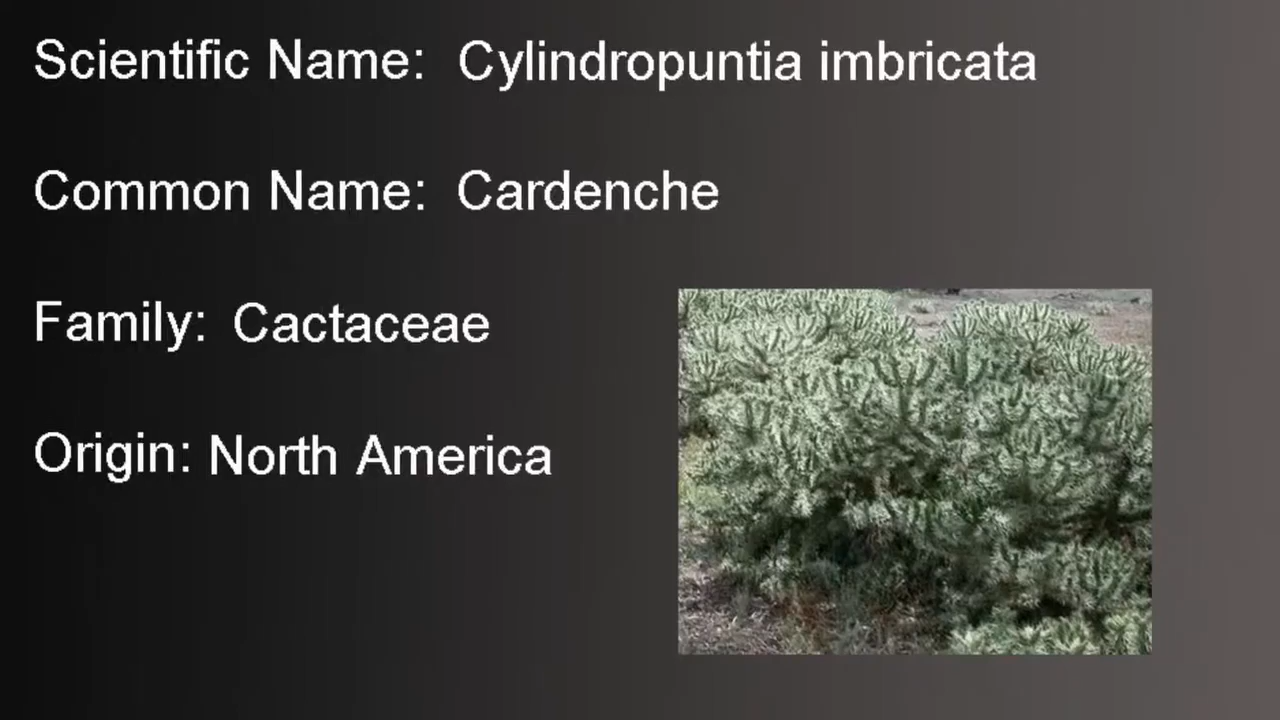 Scientific Name: Cylindropuntia imbricata
Common Name: Cardenche
Family: Cactaceae
Origin: North America